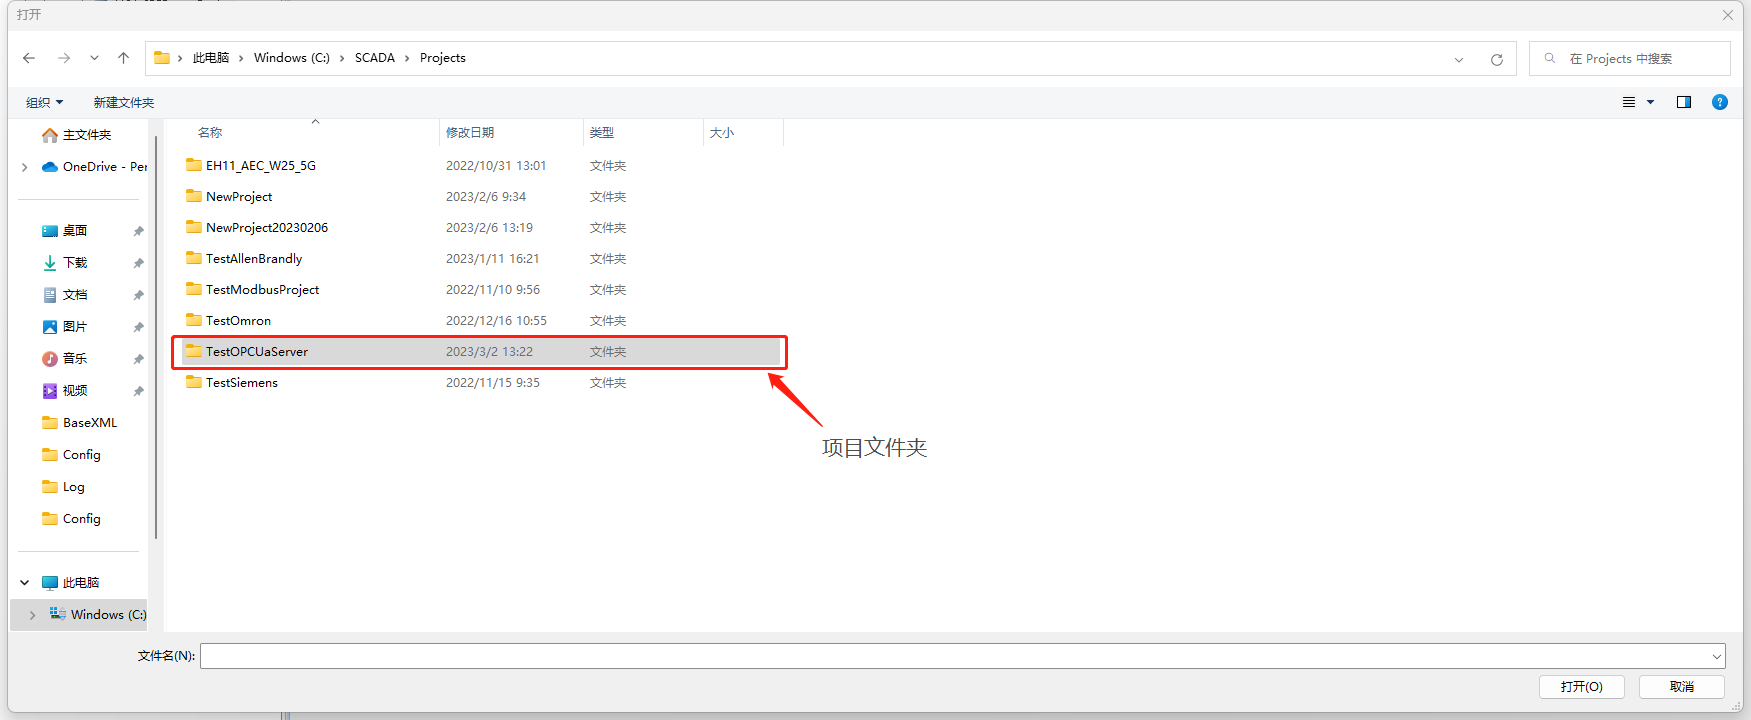 打开
此电脑 › Windows (C:) › SCADA › Projects
在 Projects 中搜索
组织 新建文件夹
主文件夹
OneDrive - Per
桌面
下载
文档
图片
音乐
视频
BaseXML
Config
Log
Config
此电脑
Windows (C:)
名称 修改日期 类型 大小
EH11_AEC_W25_5G 2022/10/31 13:01 文件夹
NewProject 2023/2/6 9:34 文件夹
NewProject20230206 2023/2/6 13:19 文件夹
TestAllenBrandly 2023/1/11 16:21 文件夹
TestModbusProject 2022/11/10 9:56 文件夹
TestOmron 2022/12/16 10:55 文件夹
TestOPCUaServer 2023/3/2 13:22 文件夹
TestSiemens 2022/11/15 9:35 文件夹
项目文件夹
文件名(N):
打开(O) 取消